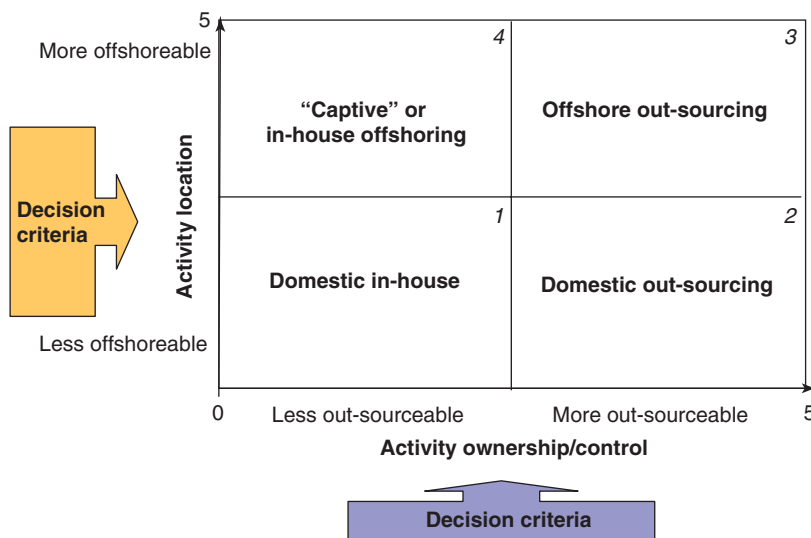 5
More offshoreable
4
3
“Captive” or
in-house offshoring
Offshore out-sourcing
Decision
criteria
Activity location
1
2
Domestic in-house
Domestic out-sourcing
Less offshoreable
0
Less out-sourceable
More out-sourceable
5
Activity ownership/control
Decision criteria